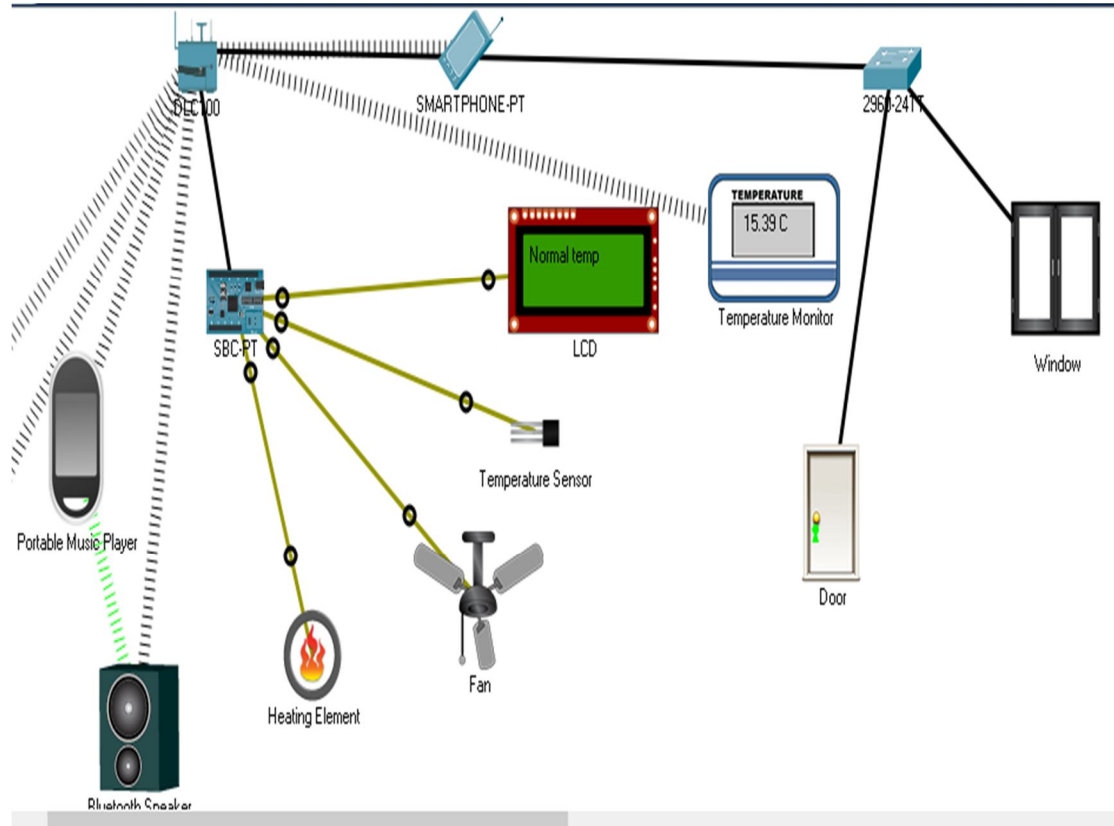 DLC100
SMARTPHONE-PT
2960-24TT
TEMPERATURE
15.39 C
Normal temp
Temperature Monitor
SBC-PT
LCD
Window
Temperature Sensor
Portable Music Player
Door
Fan
Heating Element
Bluetooth Speaker